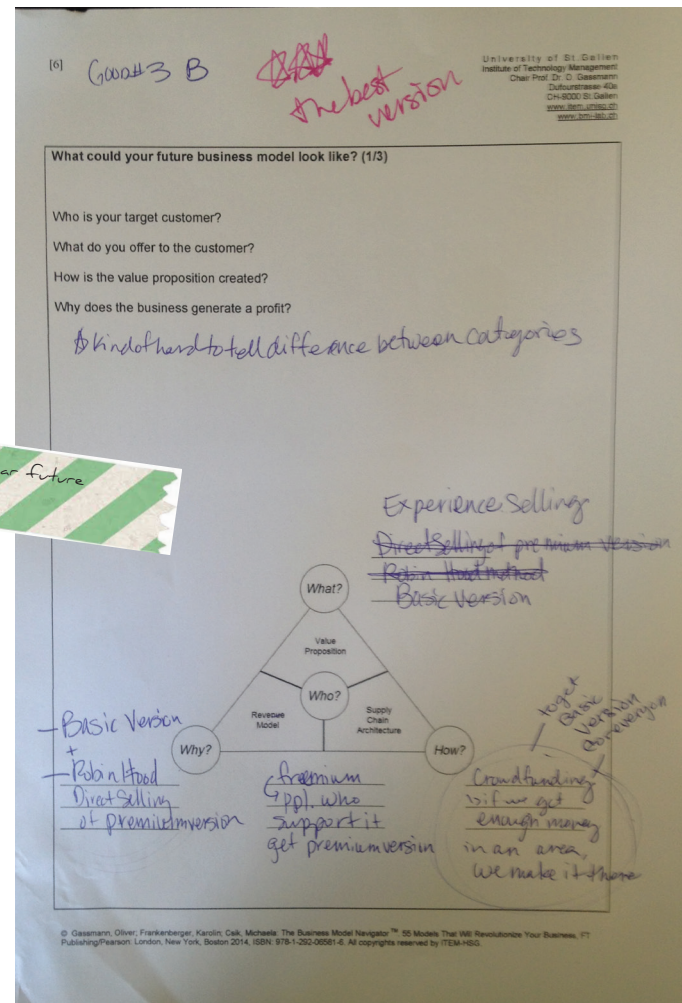 [6]
Good#3 B
the best
version
University of St.Gallen
Institute of Technology Management
Chair Prof. Dr. O. Gassmann
Dufourstrasse 40a
CH-9000 St.Gallen
www.item.unisg.ch
www.bmi-lab.ch
What could your future business model look like? (1/3)
Who is your target customer?
What do you offer to the customer?
How is the value proposition created?
Why does the business generate a profit?
kind of hard to tell difference between categories
ar future
Experience Selling
Direct Selling of premium version
Robin Hood method
Basic Version
What?
Value
Proposition
Who?
Revenue
Model
Supply
Chain
Architecture
Why?
How?
to get
Basic
Version
for everyon
- Basic Version
+
- Robin Hood
Direct Selling
of premium version
freemium
ppl. who
support it
get premium version
Crowdfunding
if we get
enough money
in an area,
we make it there
© Gassmann, Oliver; Frankenberger, Karolin; Csik, Michaela: The Business Model Navigator™. 55 Models That Will Revolutionize Your Business, FT
Publishing/Pearson: London, New York, Boston 2014, ISBN: 978-1-292-06581-6. All copyrights reserved by ITEM-HSG.